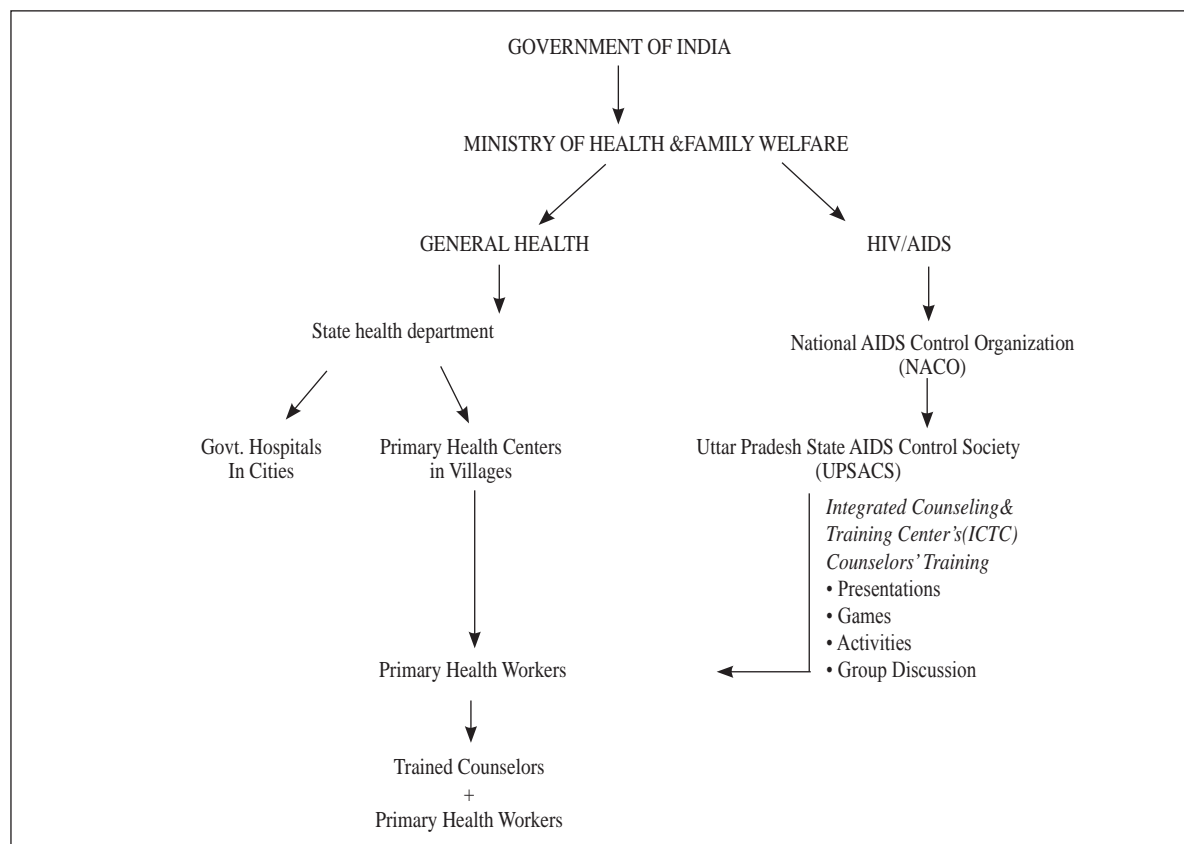 GOVERNMENT OF INDIA
MINISTRY OF HEALTH &FAMILY WELFARE
GENERAL HEALTH
HIV/AIDS
State health department
National AIDS Control Organization
(NACO)
Govt. Hospitals
In Cities
Primary Health Centers
in Villages
Uttar Pradesh State AIDS Control Society
(UPSACS)
Integrated Counseling&
Training Center's(ICTC)
Counselors' Training
• Presentations
• Games
• Activities
• Group Discussion
Primary Health Workers
Trained Counselors
+
Primary Health Workers